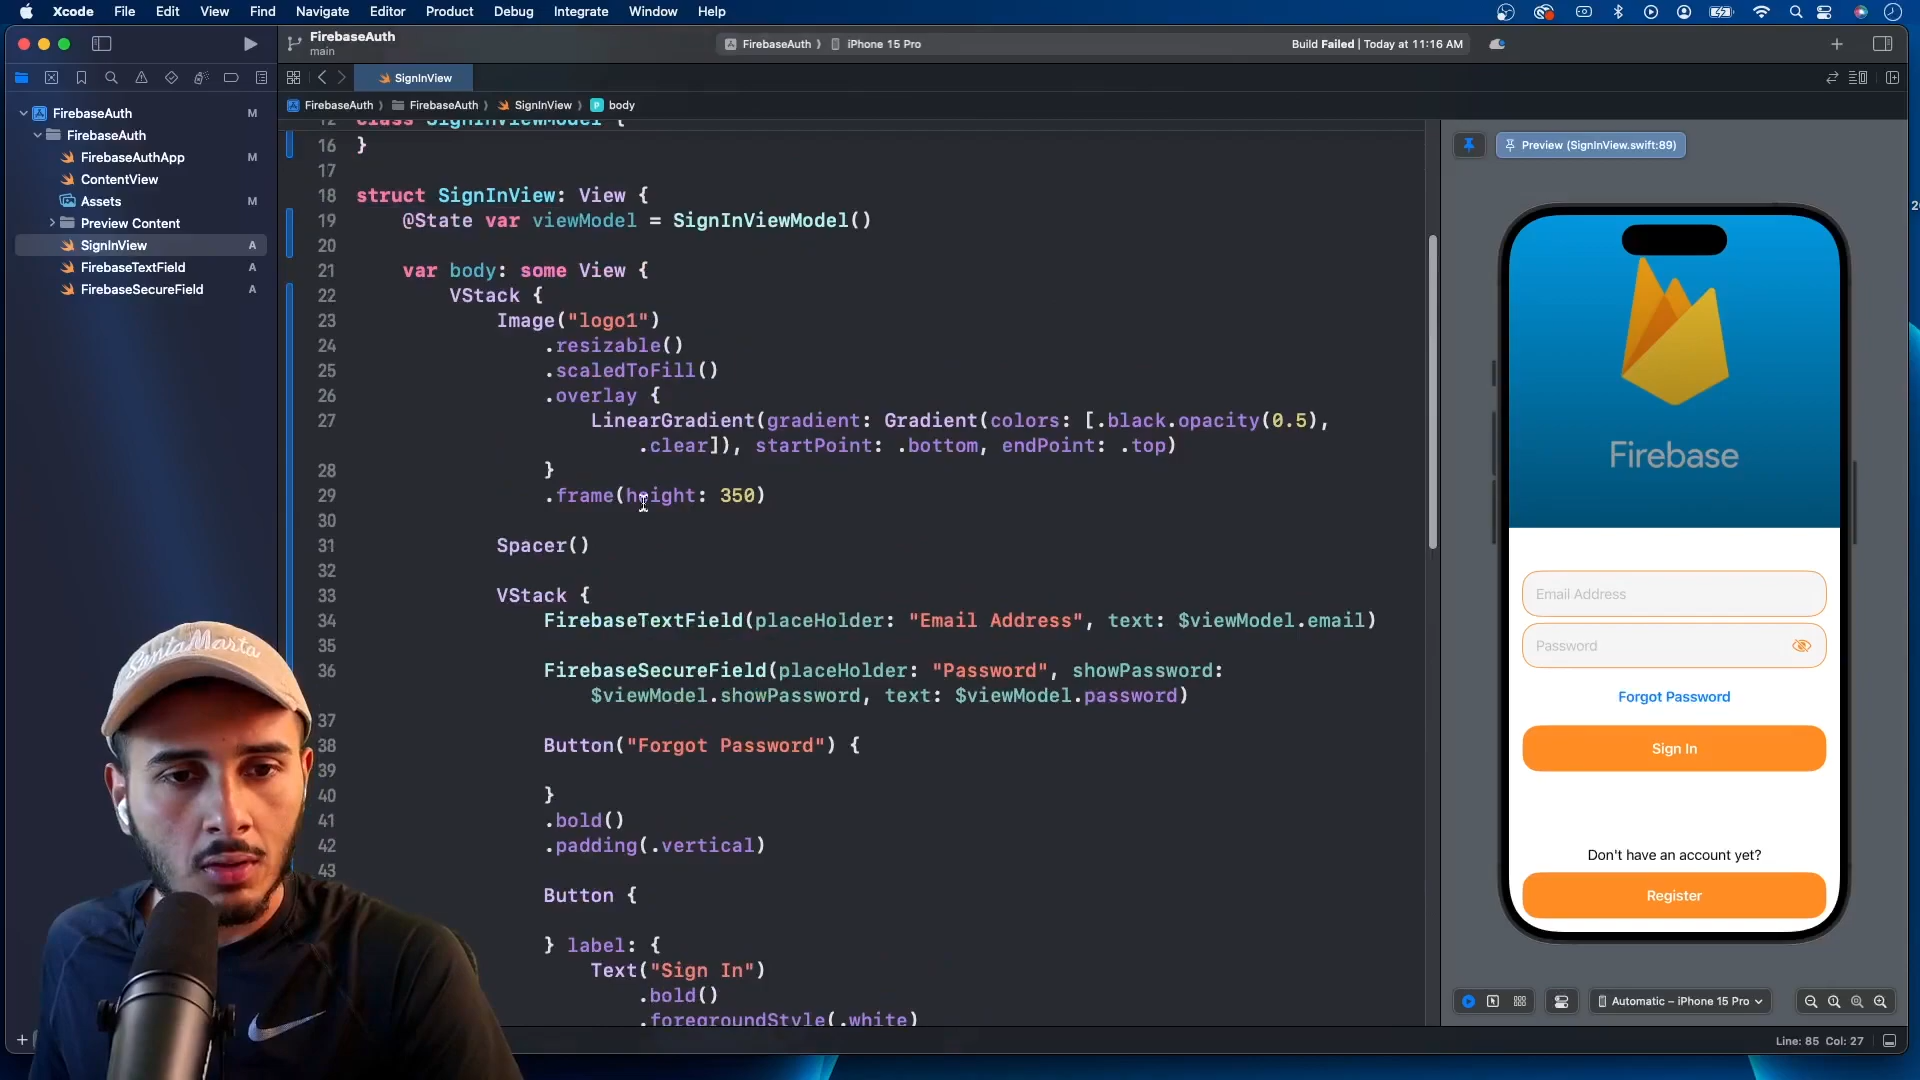 Xcode File Edit View Find Navigate Editor Product Debug Integrate Window Help
FirebaseAuth
main
FirebaseAuth 〉 iPhone 15 Pro
Build Failed | Today at 11:16 AM
SignInView
FirebaseAuth 〉 FirebaseAuth 〉 SignInView 〉 P body
FirebaseAuth M
FirebaseAuth
FirebaseAuthApp M
ContentView
Assets M
Preview Content
SignInView A
FirebaseTextField A
FirebaseSecureField A
12 class SignInViewModel {
16 }
17
18 struct SignInView: View {
19 @State var viewModel = SignInViewModel()
20
21 var body: some View {
22 VStack {
23 Image("logo1")
24 .resizable()
25 .scaledToFill()
26 .overlay {
27 LinearGradient(gradient: Gradient(colors: [.black.opacity(0.5),
.clear]), startPoint: .bottom, endPoint: .top)
28 }
29 .frame(height: 350)
30
31 Spacer()
32
33 VStack {
34 FirebaseTextField(placeHolder: "Email Address", text: $viewModel.email)
35
36 FirebaseSecureField(placeHolder: "Password", showPassword:
$viewModel.showPassword, text: $viewModel.password)
37
38 Button("Forgot Password") {
39
40 }
41 .bold()
42 .padding(.vertical)
43
Button {
} label: {
Text("Sign In")
.bold()
.foregroundStyle(.white)
Preview (SignInView.swift:89)
Firebase
Email Address
Password
Forgot Password
Sign In
Don't have an account yet?
Register
Automatic – iPhone 15 Pro
Line: 85 Col: 27
Santa Marta